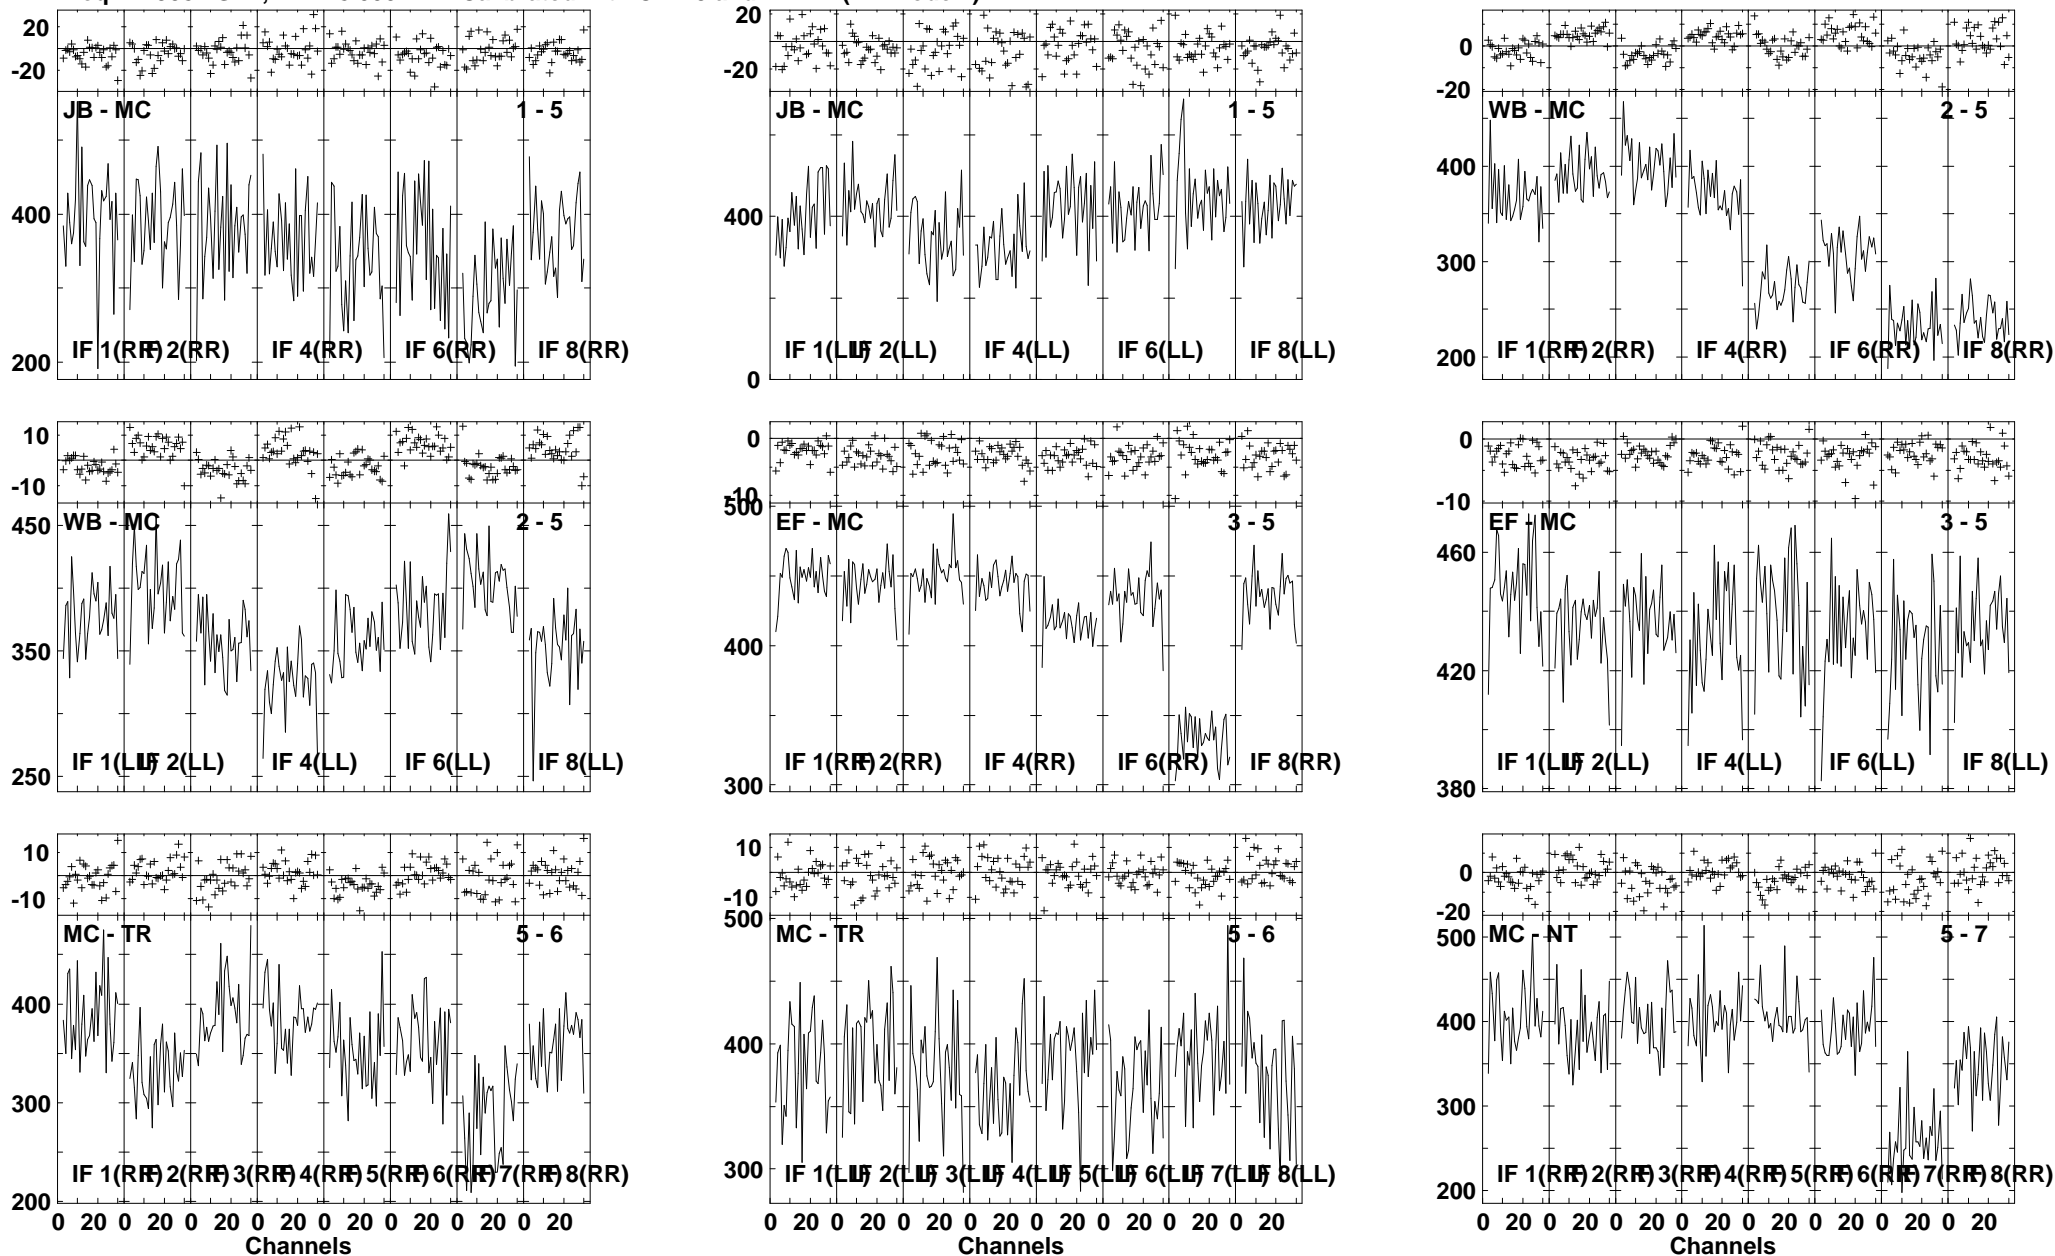 20
-20
JB - MC 1 - 5
400
200
IF 1(RR) IF 2(RR) IF 4(RR) IF 6(RR) IF 8(RR)
20
-20
JB - MC 1 - 5
400
0
IF 1(LL) IF 2(LL) IF 4(LL) IF 6(LL) IF 8(LL)
0
-20
WB - MC 2 - 5
400
300
200
IF 1(RR) IF 2(RR) IF 4(RR) IF 6(RR) IF 8(RR)
10
-10
WB - MC 2 - 5
450
350
250
IF 1(LL) IF 2(LL) IF 4(LL) IF 6(LL) IF 8(LL)
0
-10
500
EF - MC 3 - 5
400
300
IF 1(RR) IF 2(RR) IF 4(RR) IF 6(RR) IF 8(RR)
0
-10
EF - MC 3 - 5
460
420
380
IF 1(LL) IF 2(LL) IF 4(LL) IF 6(LL) IF 8(LL)
10
-10
MC - TR 5 - 6
400
300
200
IF 1(RR) IF 2(RR) IF 3(RR) IF 4(RR) IF 5(RR) IF 6(RR) IF 7(RR) IF 8(RR)
0 20 0 20 0 20 0 20 0 20 0 20 0 20 0 20
Channels
10
-10
500
MC - TR 5 - 6
400
300
IF 1(LL) IF 2(LL) IF 3(LL) IF 4(LL) IF 5(LL) IF 6(LL) IF 7(LL) IF 8(LL)
0 20 0 20 0 20 0 20 0 20 0 20 0 20 0 20
Channels
0
-20
MC - NT 5 - 7
500
400
300
200
IF 1(RR) IF 2(RR) IF 3(RR) IF 4(RR) IF 5(RR) IF 6(RR) IF 7(RR) IF 8(RR)
0 20 0 20 0 20 0 20 0 20 0 20 0 20 0 20
Channels